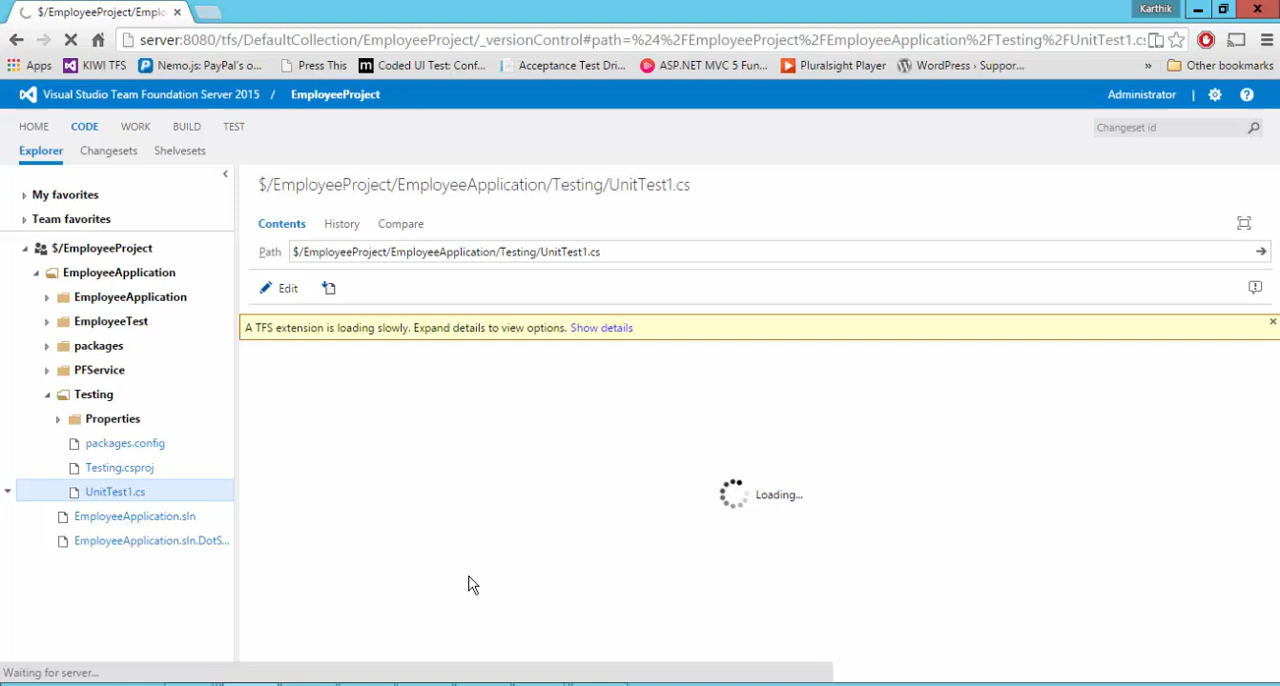 $/EmployeeProject/Emplo
Karthik
server:8080/tfs/DefaultCollection/EmployeeProject/_versionControl#path=%24%2FEmployeeProject%2FEmployeeApplication%2FTesting%2FUnitTest1.cs
Apps KIWI TFS Nemo.js: PayPal's o... Press This Coded UI Test: Conf... Acceptance Test Dri... ASP.NET MVC 5 Fun... Pluralsight Player WordPress › Suppor... » Other bookmarks
Visual Studio Team Foundation Server 2015 / EmployeeProject Administrator | ?
HOME CODE WORK BUILD TEST Changeset id
Explorer Changesets Shelvesets
My favorites
Team favorites
$/EmployeeProject
EmployeeApplication
EmployeeApplication
EmployeeTest
packages
PFService
Testing
Properties
packages.config
Testing.csproj
UnitTest1.cs
EmployeeApplication.sln
EmployeeApplication.sln.DotS...
$/EmployeeProject/EmployeeApplication/Testing/UnitTest1.cs
Contents History Compare
Path $/EmployeeProject/EmployeeApplication/Testing/UnitTest1.cs
Edit
A TFS extension is loading slowly. Expand details to view options. Show details
Loading...
Waiting for server...